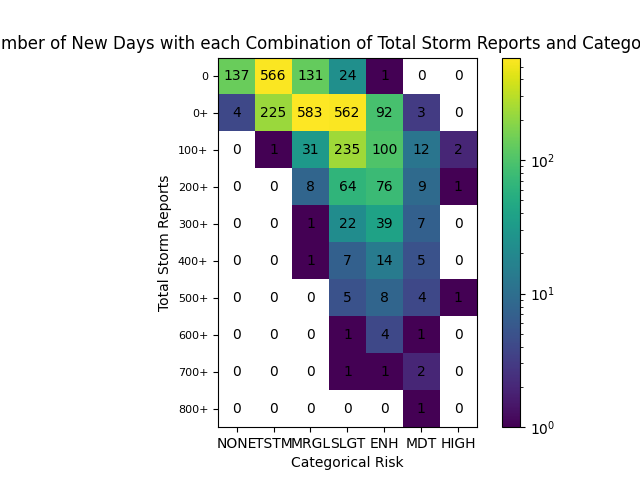 of New Days with each Combination of Total Storm Reports and
0 137 566 131 24 1 0 0
0+ 4 225 583 562 92 3 0
100+ 0 1 31 235 100 12 2
200+ 0 0 8 64 76 9 1
300+ 0 0 1 22 39 7 0
400+ 0 0 1 7 14 5 0
500+ 0 0 0 5 8 4 1
600+ 0 0 0 1 4 1 0
700+ 0 0 0 1 1 2 0
800+ 0 0 0 0 0 1 0
NONE TSTM MRGL SLGT ENH MDT HIGH
Categorical Risk
Total Storm Reports
10²
10¹
10⁰